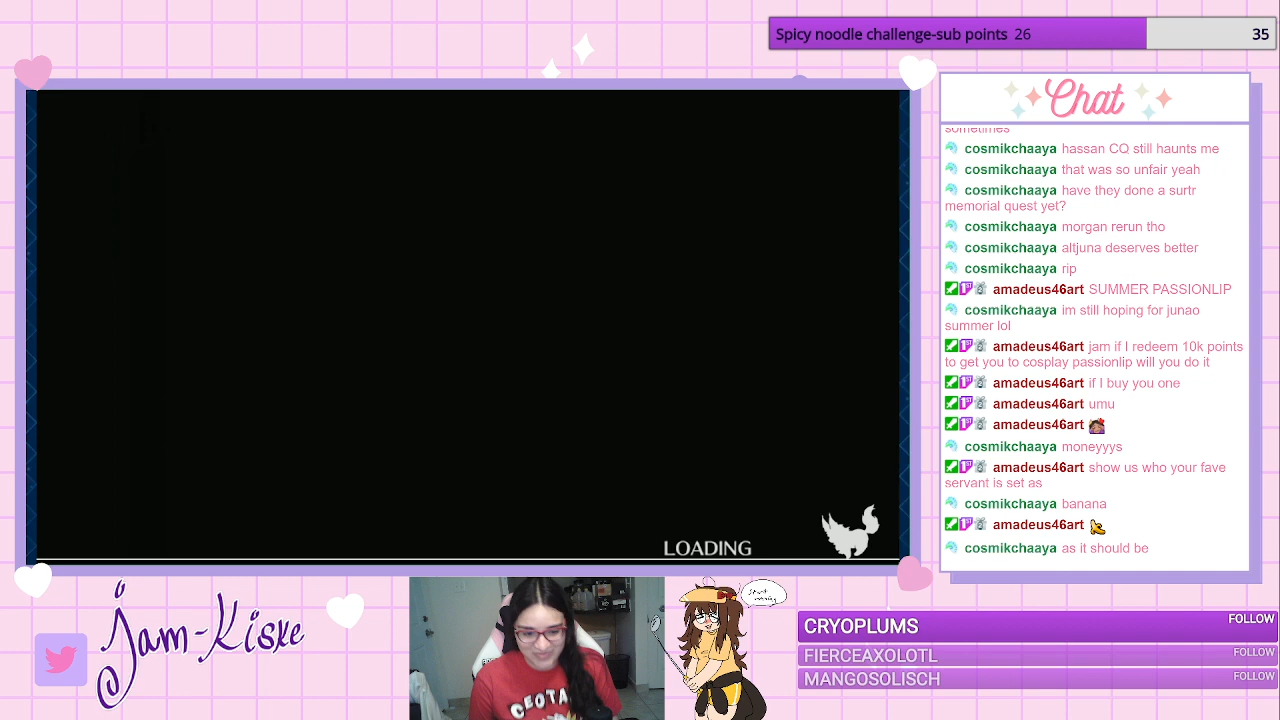 Spicy noodle challenge-sub points 26
35
Chat
sometimes
cosmikchaaya hassan CQ still haunts me
cosmikchaaya that was so unfair yeah
cosmikchaaya have they done a surtr
memorial quest yet?
cosmikchaaya morgan rerun tho
cosmikchaaya altjuna deserves better
cosmikchaaya rip
amadeus46art SUMMER PASSIONLIP
cosmikchaaya im still hoping for junao
summer lol
amadeus46art jam if I redeem 10k points
to get you to cosplay passionlip will you do it
amadeus46art if I buy you one
amadeus46art umu
amadeus46art
cosmikchaaya moneyyys
amadeus46art show us who your fave
servant is set as
cosmikchaaya banana
amadeus46art
cosmikchaaya as it should be
LOADING
@Jam-Kiske
CRYOPLUMS FOLLOW
FIERCEAXOLOTL FOLLOW
MANGOSOLISCH FOLLOW